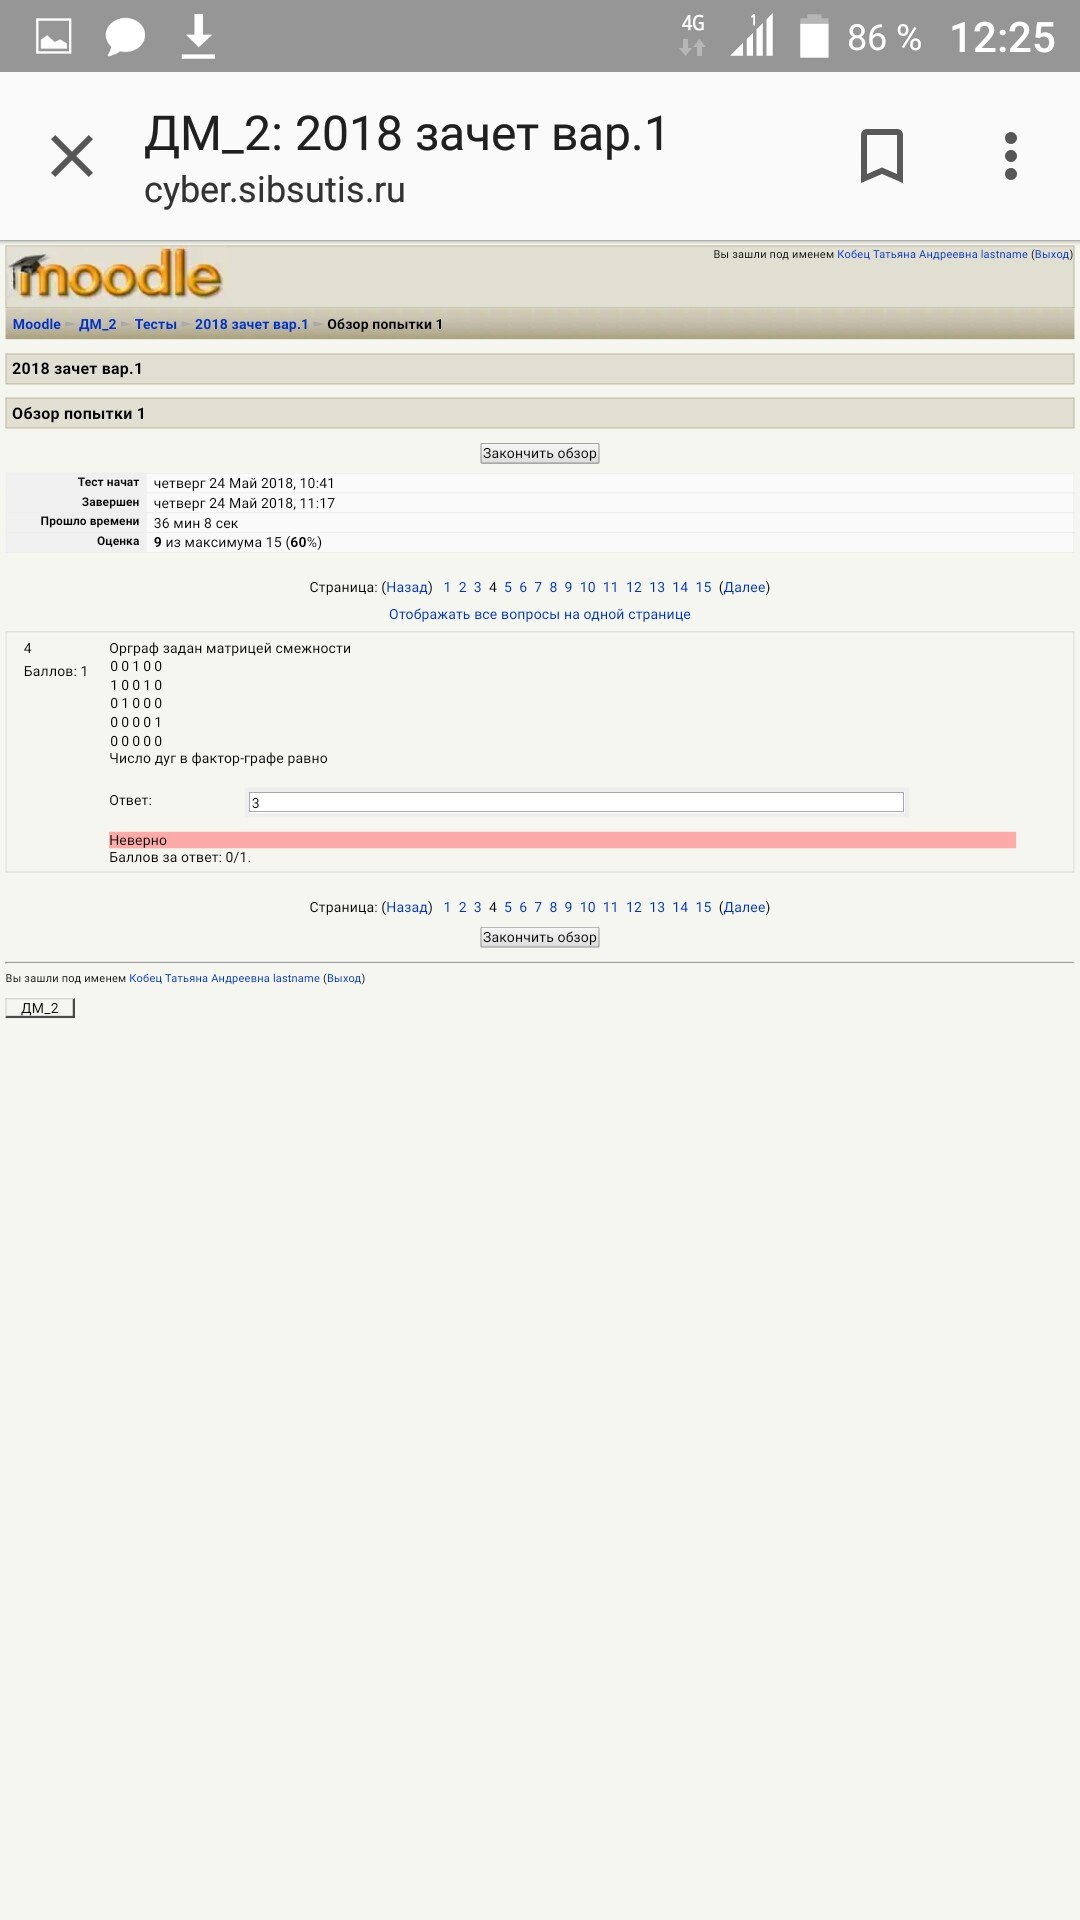 4G 1 86 % 12:25
ДМ_2: 2018 зачет вар.1
cyber.sibsutis.ru
moodle
Вы зашли под именем Кобец Татьяна Андреевна lastname (Выход)
Moodle ► ДМ_2 ► Тесты ► 2018 зачет вар.1 ► Обзор попытки 1
2018 зачет вар.1
Обзор попытки 1
Закончить обзор
Тест начат четверг 24 Май 2018, 10:41
Завершен четверг 24 Май 2018, 11:17
Прошло времени 36 мин 8 сек
Оценка 9 из максимума 15 (60%)
Страница: (Назад) 1 2 3 4 5 6 7 8 9 10 11 12 13 14 15 (Далее)
Отображать все вопросы на одной странице
4
Баллов: 1
Орграф задан матрицей смежности
0 0 1 0 0
1 0 0 1 0
0 1 0 0 0
0 0 0 0 1
0 0 0 0 0
Число дуг в фактор-графе равно
Ответ: 3
Неверно
Баллов за ответ: 0/1.
Страница: (Назад) 1 2 3 4 5 6 7 8 9 10 11 12 13 14 15 (Далее)
Закончить обзор
Вы зашли под именем Кобец Татьяна Андреевна lastname (Выход)
ДМ_2